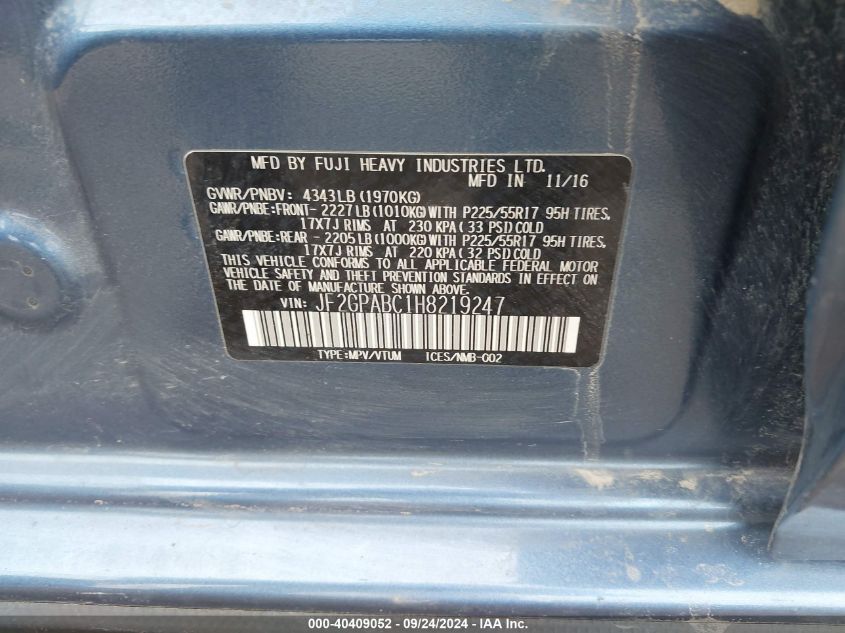 MFD BY FUJI HEAVY INDUSTRIES LTD.
MFD IN 11/16
GVWR/PNBV: 4343LB(1970KG)
GAWR/PNBE:FRONT- 2227LB(1010KG)WITH P225/55R17 95H TIRES,
17X7J RIMS AT 230 KPA( 33 PSI)COLD
GAWR/PNBE:REAR - 2205LB(1000KG)WITH P225/55R17 95H TIRES,
17X7J RIMS AT 220 KPA( 32 PSI)COLD
THIS VEHICLE CONFORMS TO ALL APPLICABLE FEDERAL MOTOR
VEHICLE SAFETY AND THEFT PREVENTION STANDARDS IN EFFECT ON
THE DATE OF MANUFACTURE SHOWN ABOVE.
VIN: JF2GPABC1H8219247
TYPE:MPV/VTUM ICES/NMB-002
000-40409052 - 09/24/2024 - © IAA, Inc.